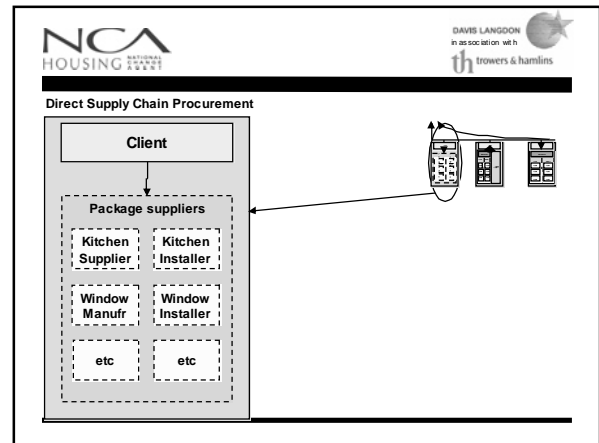 NCA
HOUSING NATIONAL CHANGE AGENT
DAVIS LANGDON
in association with
th trowers & hamlins
Direct Supply Chain Procurement
Client
Package suppliers
Kitchen Supplier
Kitchen Installer
Window Manufr
Window Installer
etc
etc